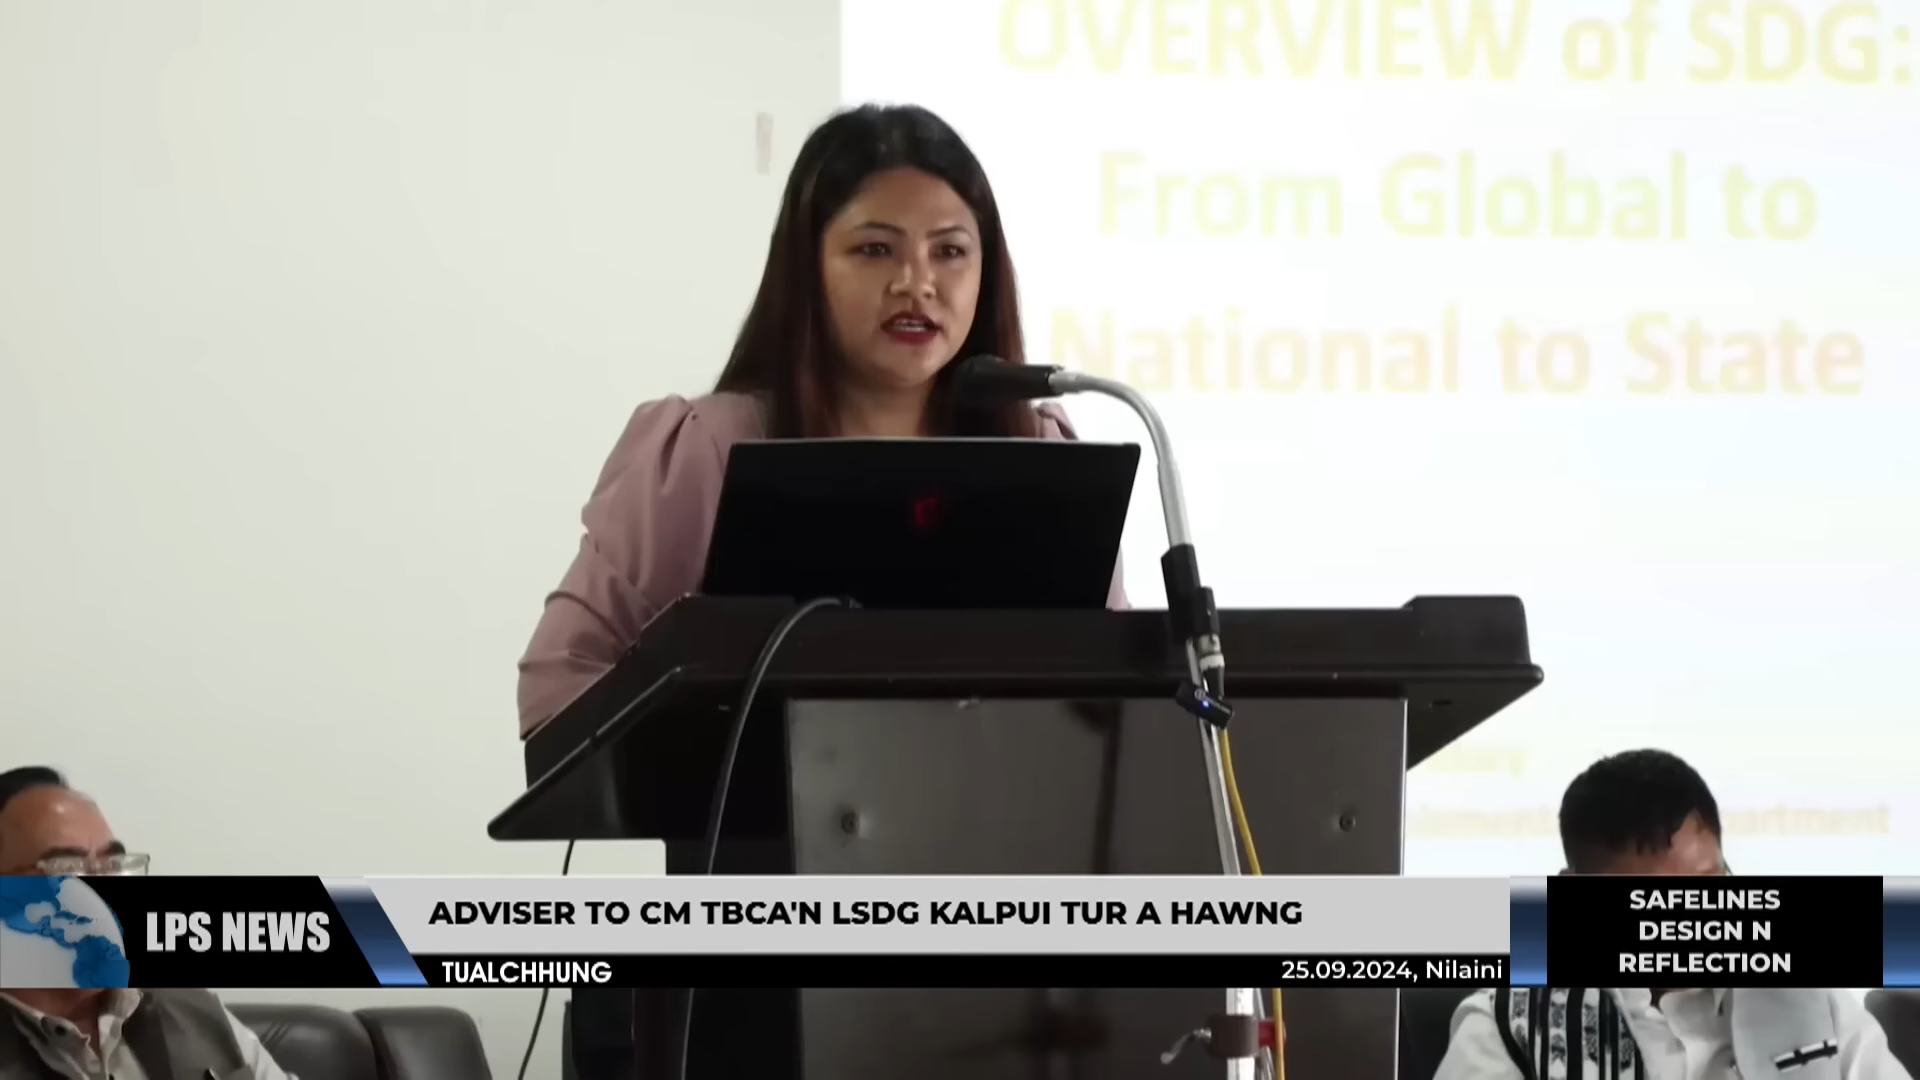 OVERVIEW of SDG:
From Global to
National to State
LPS NEWS
ADVISER TO CM TBCA'N LSDG KALPUI TUR A HAWNG
TUALCHHUNG
25.09.2024, Nilaini
SAFELINES
DESIGN N
REFLECTION